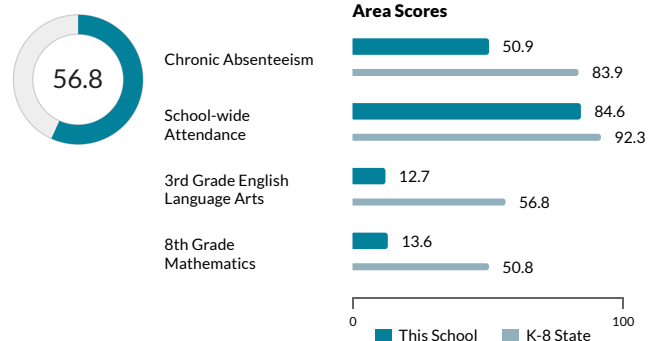 Area Scores
56.8
Chronic Absenteeism
50.9
83.9
School-wide
Attendance
84.6
92.3
3rd Grade English
Language Arts
12.7
56.8
8th Grade
Mathematics
13.6
50.8
0
100
This School
K-8 State